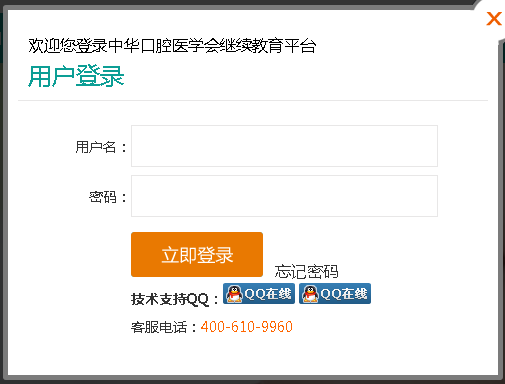 欢迎您登录中华口腔医学会继续教育平台
用户登录
用户名：
密码：
立即登录 忘记密码
技术支持QQ： QQ在线 QQ在线
客服电话：400-610-9960